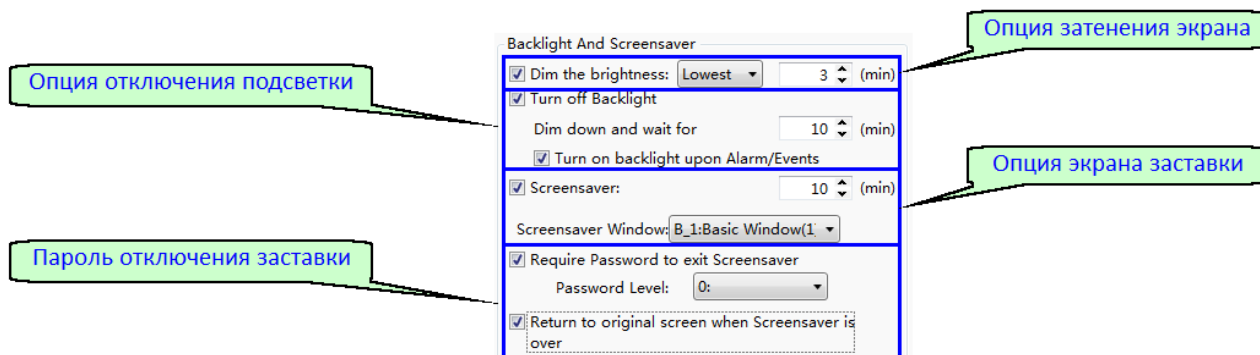 Опция затенения экрана
Backlight And Screensaver
Dim the brightness: Lowest 3 (min)
Опция отключения подсветки
Turn off Backlight
Dim down and wait for 10 (min)
Turn on backlight upon Alarm/Events
Опция экрана заставки
Screensaver: 10 (min)
Screensaver Window: B_1:Basic Window(1
Пароль отключения заставки
Require Password to exit Screensaver
Password Level: 0:
Return to original screen when Screensaver is
over